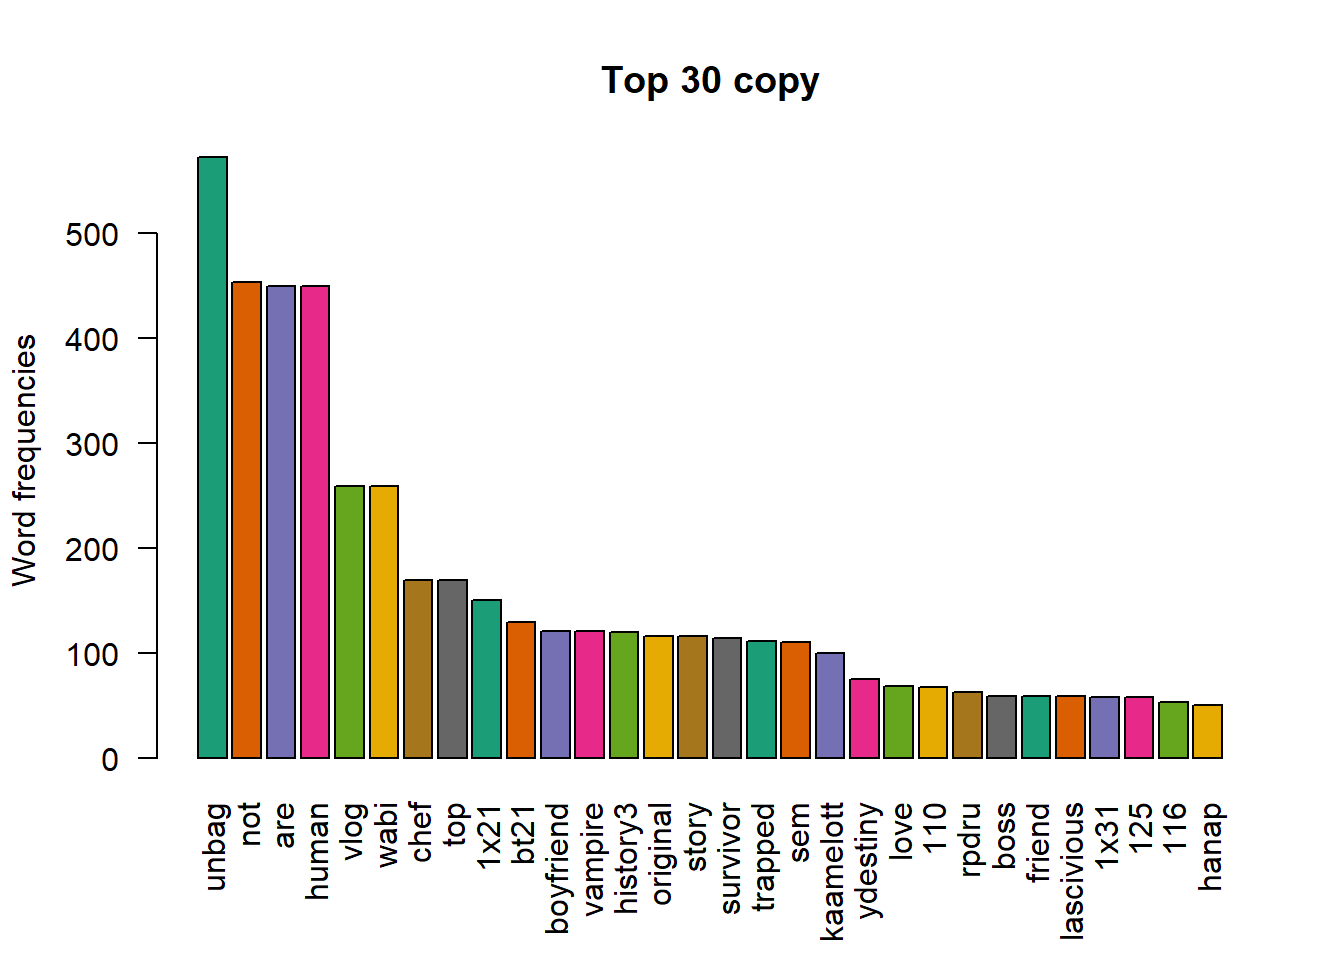 Top 30 copy
Word frequencies
500
400
300
200
100
0
unbag
not
are
human
vlog
wabi
chef
top
1x21
bt21
boyfriend
vampire
history3
original
story
survivor
trapped
sem
kaamelott
ydestiny
love
110
rpdru
boss
friend
lascivious
1x31
125
116
hanap